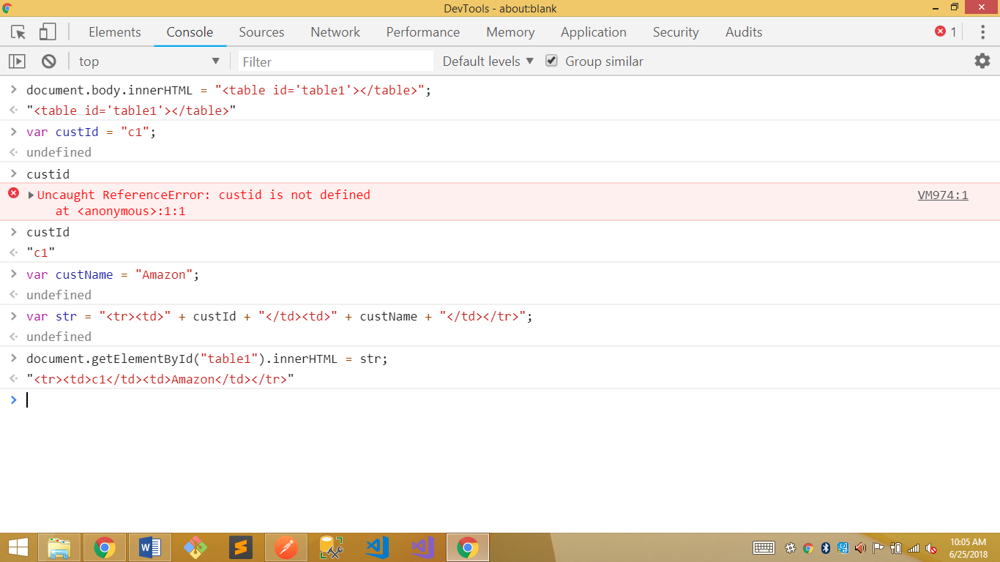 DevTools - about:blank
Elements Console Sources Network Performance Memory Application Security Audits 1
top Filter Default levels Group similar
document.body.innerHTML = "<table id='table1'></table>";
"<table id='table1'></table>"
var custId = "c1";
undefined
custid
Uncaught ReferenceError: custid is not defined VM974:1
at <anonymous>:1:1
custId
"c1"
var custName = "Amazon";
undefined
var str = "<tr><td>" + custId + "</td><td>" + custName + "</td></tr>";
undefined
document.getElementById("table1").innerHTML = str;
"<tr><td>c1</td><td>Amazon</td></tr>"
10:05 AM
6/25/2018